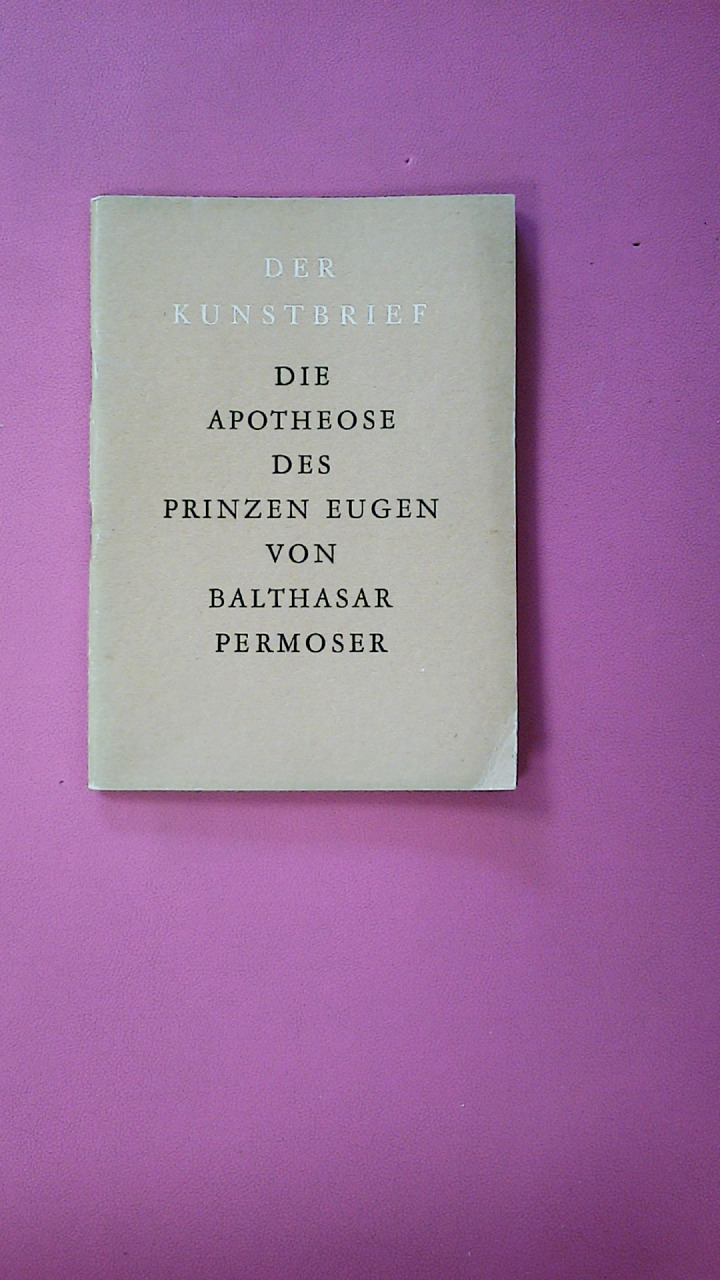 DER
KUNSTBRIEF
DIE
APOTHEOSE
DES
PRINZEN EUGEN
VON
BALTHASAR
PERMOSER